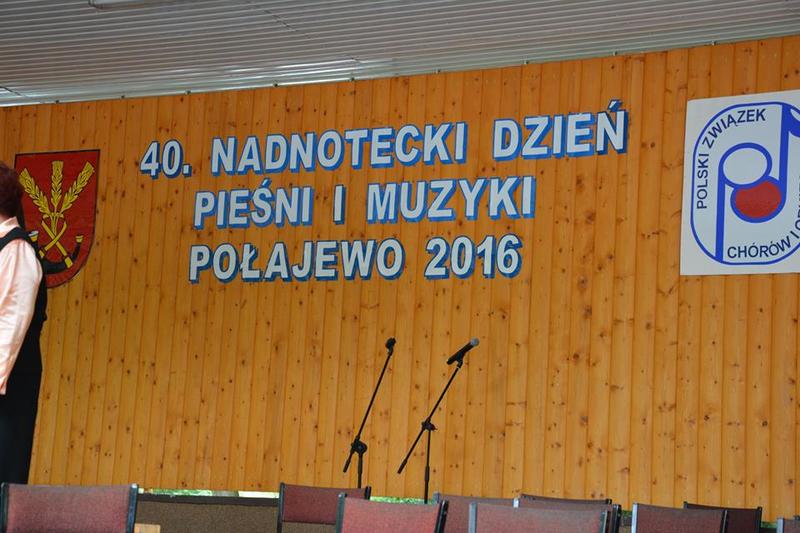 40. NADNOTECKI DZIEŃ
PIEŚNI I MUZYKI
POŁAJEWO 2016
POLSKI ZWIĄZEK
CHÓRÓW I